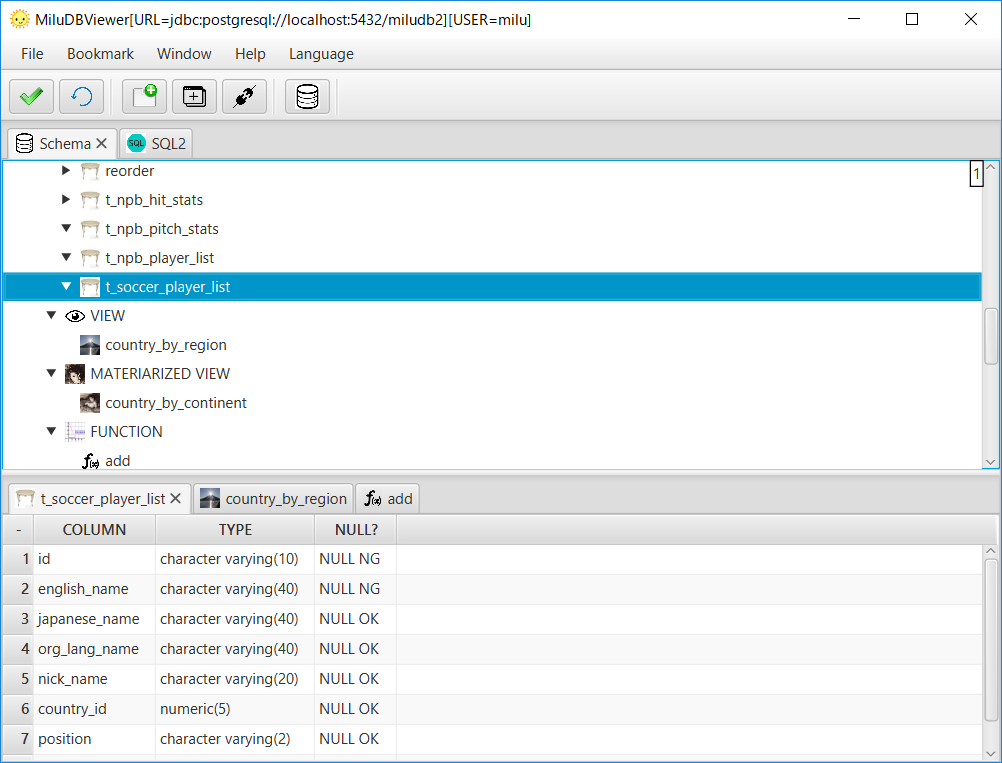 MiluDBViewer[URL=jdbc:postgresql://localhost:5432/miludb2][USER=milu]
File Bookmark Window Help Language
Schema SQL SQL2
1
reorder
t_npb_hit_stats
t_npb_pitch_stats
t_npb_player_list
t_soccer_player_list
VIEW
country_by_region
MATERIARIZED VIEW
country_by_continent
FUNCTION
f(x) add
t_soccer_player_list country_by_region f(x) add
- COLUMN TYPE NULL?
1 id character varying(10) NULL NG
2 english_name character varying(40) NULL NG
3 japanese_name character varying(40) NULL OK
4 org_lang_name character varying(40) NULL OK
5 nick_name character varying(20) NULL OK
6 country_id numeric(5) NULL OK
7 position character varying(2) NULL OK